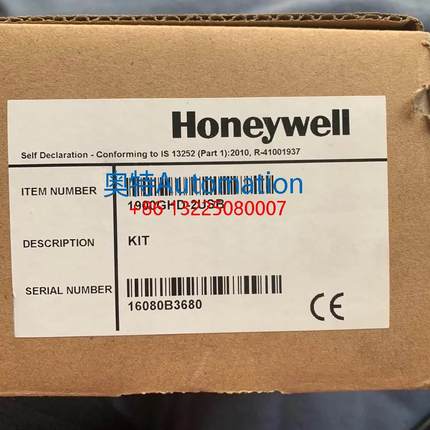 Honeywell
Self Declaration - Conforming to IS 13252 (Part 1):2010, R-41001937
ITEM NUMBER
奥特Automation
1900GHD-2USB
+86 13225080007
DESCRIPTION
KIT
SERIAL NUMBER
16080B3680
CE